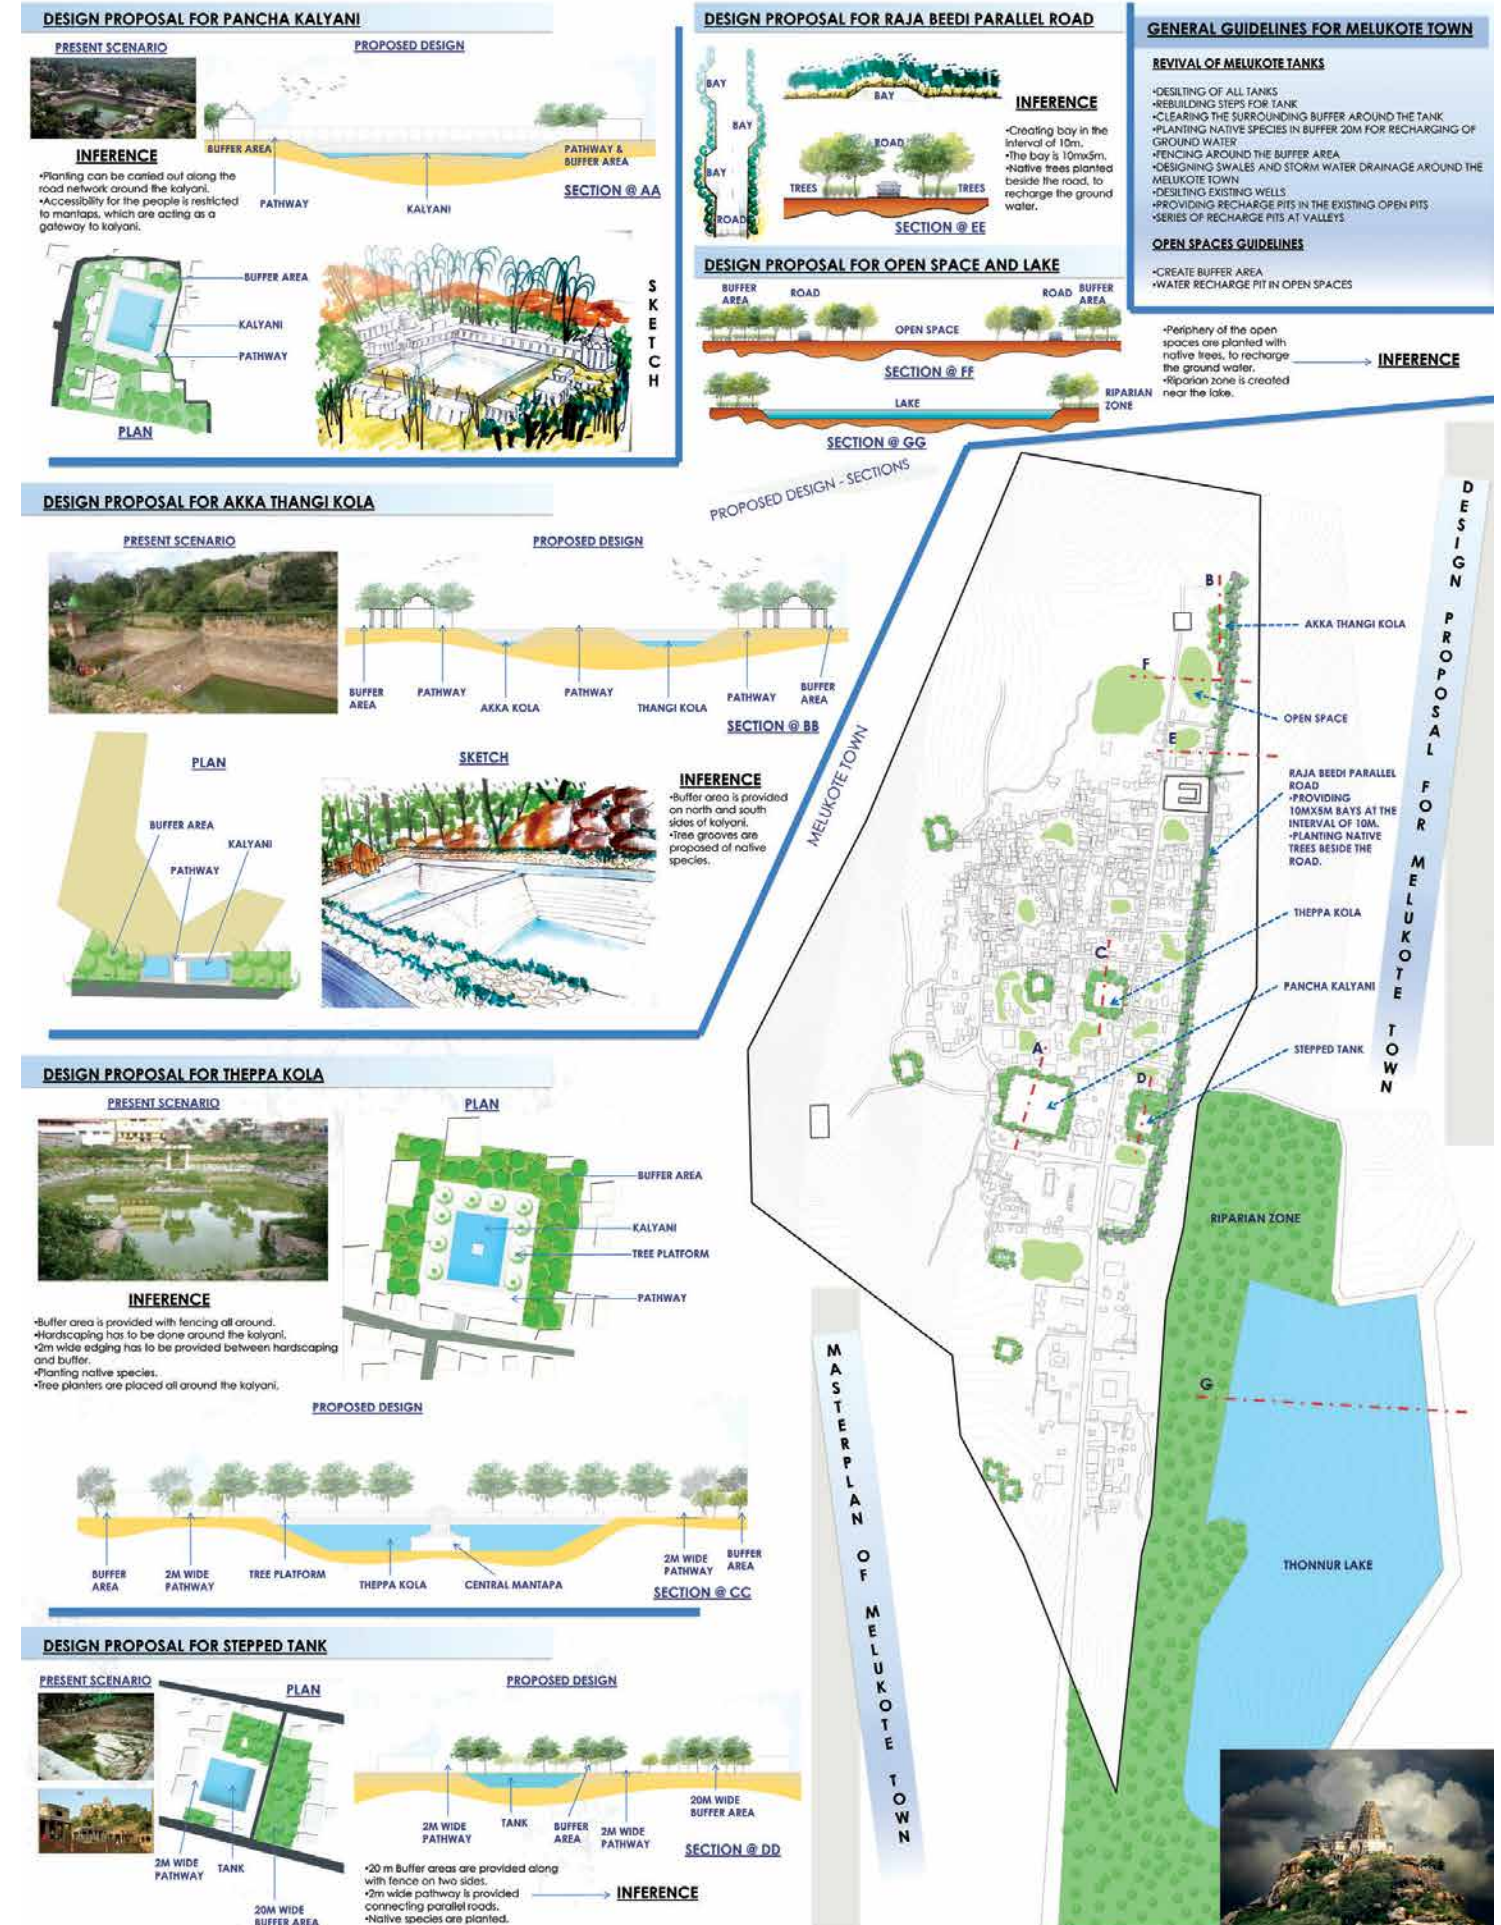 DESIGN PROPOSAL FOR PANCHA KALYANI
PRESENT SCENARIO
PROPOSED DESIGN
BUFFER AREA
PATHWAY &
BUFFER AREA
SECTION @ AA
PATHWAY
KALYANI
INFERENCE
•Planting can be carried out along the
road network around the kalyani.
•Accessibility for the people is restricted
to mantaps, which are acting as a
gateway to kalyani.
BUFFER AREA
KALYANI
PATHWAY
PLAN
SKETCH
DESIGN PROPOSAL FOR RAJA BEEDI PARALLEL ROAD
BAY
BAY
BAY
ROAD
BAY
ROAD
TREES
TREES
SECTION @ EE
INFERENCE
•Creating bay in the
interval of 10m.
•The bay is 10mx5m.
•Native trees planted
beside the road, to
recharge the ground
water.
GENERAL GUIDELINES FOR MELUKOTE TOWN
REVIVAL OF MELUKOTE TANKS
•DESILTING OF ALL TANKS
•REBUILDING STEPS FOR TANK
•CLEARING THE SURROUNDING BUFFER AROUND THE TANK
•PLANTING NATIVE SPECIES IN BUFFER 20M FOR RECHARGING OF
GROUND WATER
•FENCING AROUND THE BUFFER AREA
•DESIGNING SWALES AND STORM WATER DRAINAGE AROUND THE
MELUKOTE TOWN
•DESILTING EXISTING WELLS
•PROVIDING RECHARGE PITS IN THE EXISTING OPEN PITS
•SERIES OF RECHARGE PITS AT VALLEYS
OPEN SPACES GUIDELINES
•CREATE BUFFER AREA
•WATER RECHARGE PIT IN OPEN SPACES
DESIGN PROPOSAL FOR OPEN SPACE AND LAKE
BUFFER
AREA
ROAD
OPEN SPACE
ROAD
BUFFER
AREA
SECTION @ FF
LAKE
RIPARIAN
ZONE
SECTION @ GG
•Periphery of the open
spaces are planted with
native trees, to recharge
the ground water.
•Riparian zone is created
near the lake.
INFERENCE
PROPOSED DESIGN - SECTIONS
DESIGN PROPOSAL FOR AKKA THANGI KOLA
PRESENT SCENARIO
PROPOSED DESIGN
BUFFER
AREA
PATHWAY
AKKA KOLA
PATHWAY
THANGI KOLA
PATHWAY
BUFFER
AREA
SECTION @ BB
PLAN
BUFFER AREA
KALYANI
PATHWAY
SKETCH
INFERENCE
•Buffer area is provided
on north and south
sides of kalyani.
•Tree grooves are
proposed of native
species.
MELUKOTE TOWN
DESIGN PROPOSAL FOR MELUKOTE TOWN
B
AKKA THANGI KOLA
F
OPEN SPACE
E
RAJA BEEDI PARALLEL
ROAD
•PROVIDING
10MX5M BAYS AT THE
INTERVAL OF 10M.
•PLANTING NATIVE
TREES BESIDE THE
ROAD.
THEPPA KOLA
C
PANCHA KALYANI
A
STEPPED TANK
D
RIPARIAN ZONE
G
THONNUR LAKE
MASTERPLAN OF MELUKOTE TOWN
DESIGN PROPOSAL FOR THEPPA KOLA
PRESENT SCENARIO
PLAN
BUFFER AREA
KALYANI
TREE PLATFORM
PATHWAY
INFERENCE
•Buffer area is provided with fencing all around.
•Hardscaping has to be done around the kalyani.
•2m wide edging has to be provided between hardscaping
and buffer.
•Planting native species.
•Tree planters are placed all around the kalyani.
PROPOSED DESIGN
BUFFER
AREA
2M WIDE
PATHWAY
TREE PLATFORM
THEPPA KOLA
CENTRAL MANTAPA
2M WIDE
PATHWAY
BUFFER
AREA
SECTION @ CC
DESIGN PROPOSAL FOR STEPPED TANK
PRESENT SCENARIO
PLAN
2M WIDE
PATHWAY
TANK
20M WIDE
BUFFER AREA
PROPOSED DESIGN
2M WIDE
PATHWAY
TANK
BUFFER
AREA
2M WIDE
PATHWAY
20M WIDE
BUFFER AREA
SECTION @ DD
•20 m Buffer areas are provided along
with fence on two sides.
•2m wide pathway is provided
connecting parallel roads.
•Native species are planted.
INFERENCE